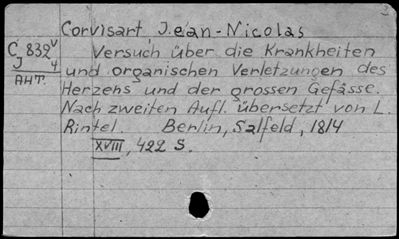 Corvisart, Jean-Nicolas
C 832 v
J 4
AHT.
Versuch über die Krankheiten
und organischen Verletzungen des
Herzens und der grossen Gefässe.
Nach zweiten Aufl. übersetzt von L.
Rintel. Berlin, Salfeld, 1814
XVIII, 422 S.